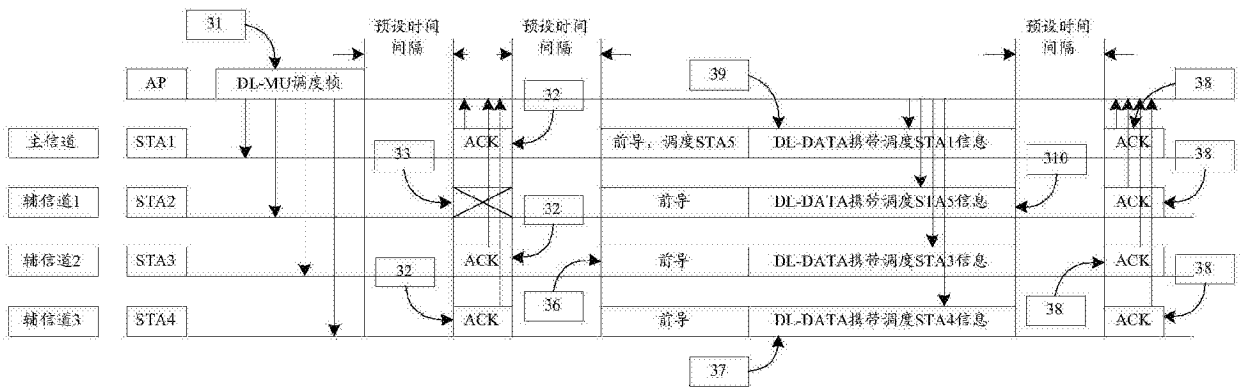 31
预设时间
间隔
预设时间
间隔
预设时间
间隔
AP
DL-MU调度帧
32
39
38
主信道
STA1
33
ACK
前导，调度STA5
DL-DATA携带调度STA1信息
310
ACK
38
辅信道1
STA2
32
前导
DL-DATA携带调度STA5信息
ACK
辅信道2
STA3
32
ACK
36
前导
DL-DATA携带调度STA3信息
38
ACK
38
辅信道3
STA4
ACK
前导
DL-DATA携带调度STA4信息
ACK
37